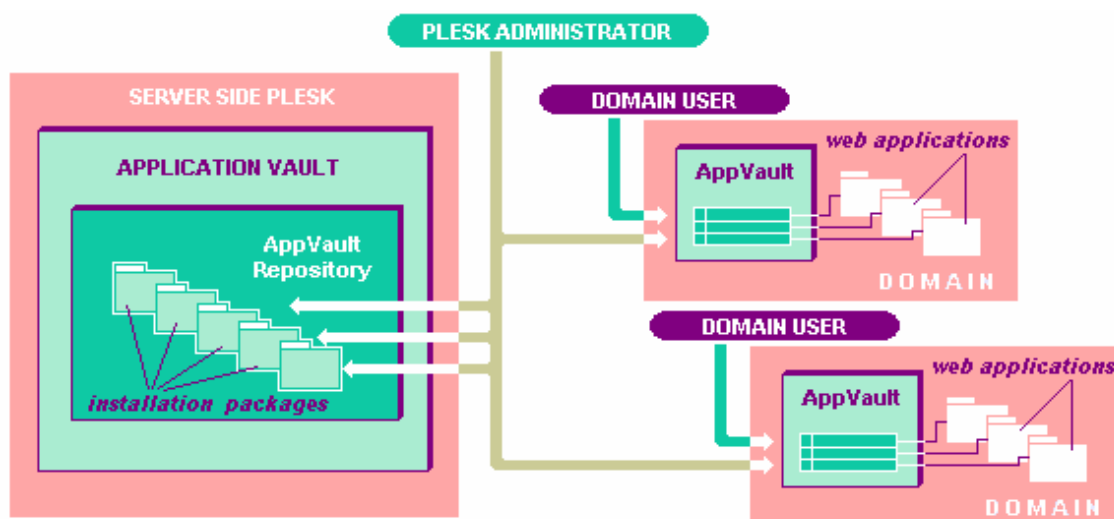 PLESK ADMINISTRATOR
SERVER SIDE PLESK
APPLICATION VAULT
AppVault
Repository
installation packages
DOMAIN USER
web applications
AppVault
DOMAIN
DOMAIN USER
web applications
AppVault
DOMAIN